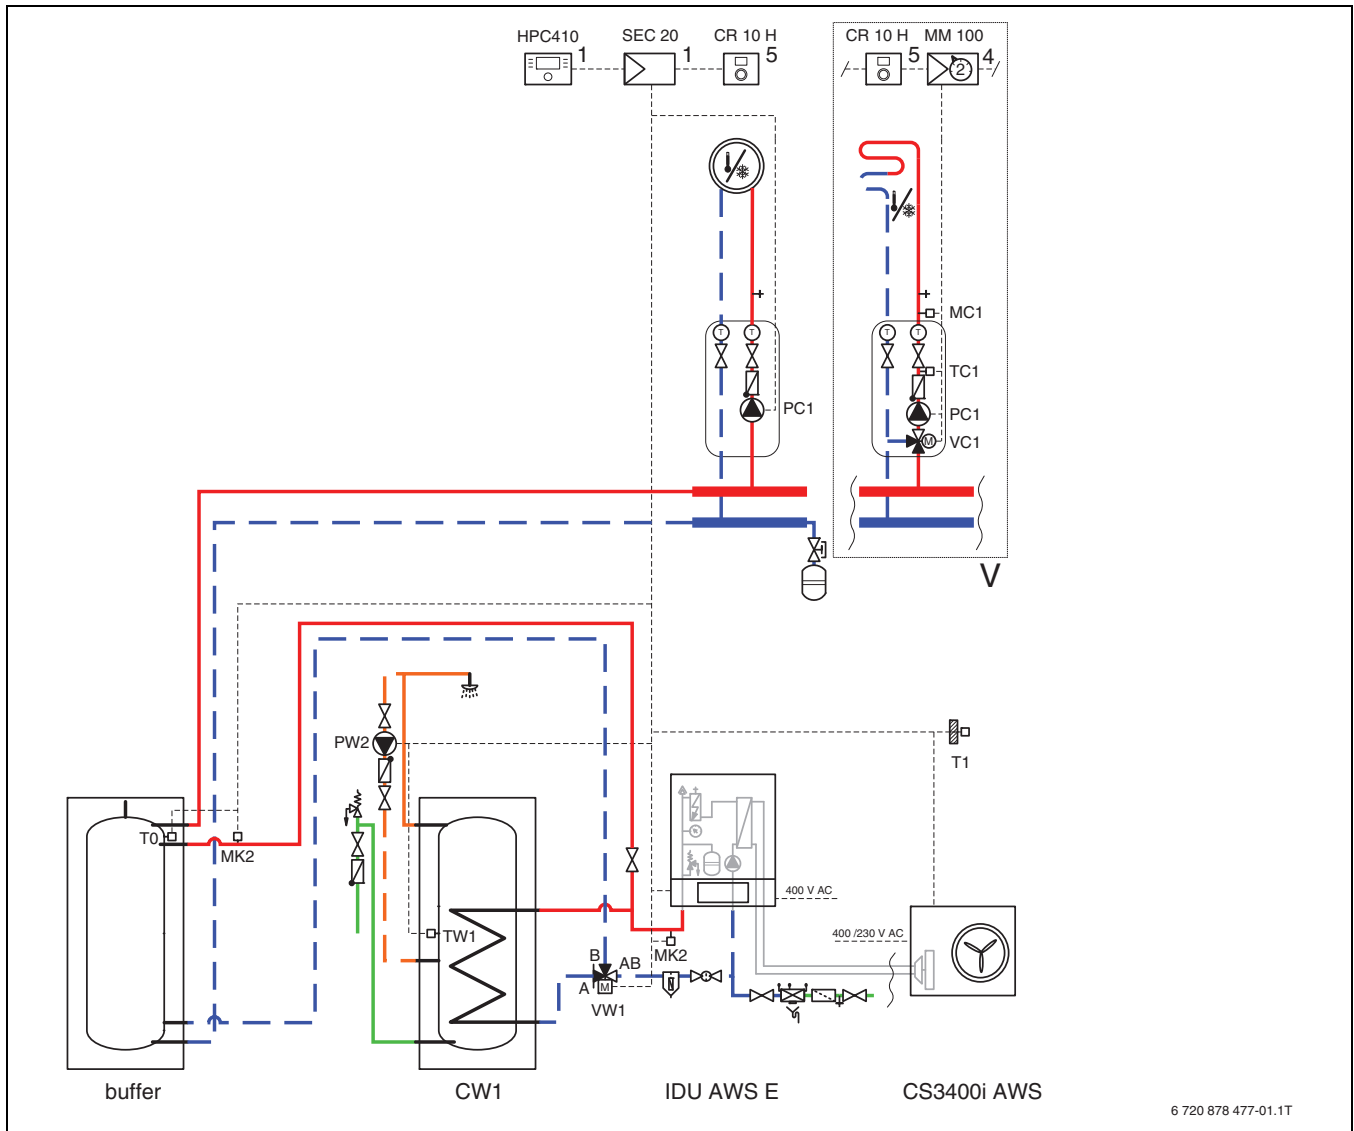 HPC410 SEC 20 CR 10 H CR 10 H MM 100
1 1 5 5 2 4
T T T T
MC1
TC1
PC1 PC1
M VC1
V
PW2
T1
T0
MK2
400 V AC
TW1
400 /230 V AC
B AB MK2
A M
VW1
buffer CW1 IDU AWS E CS3400i AWS
6 720 878 477-01.1T